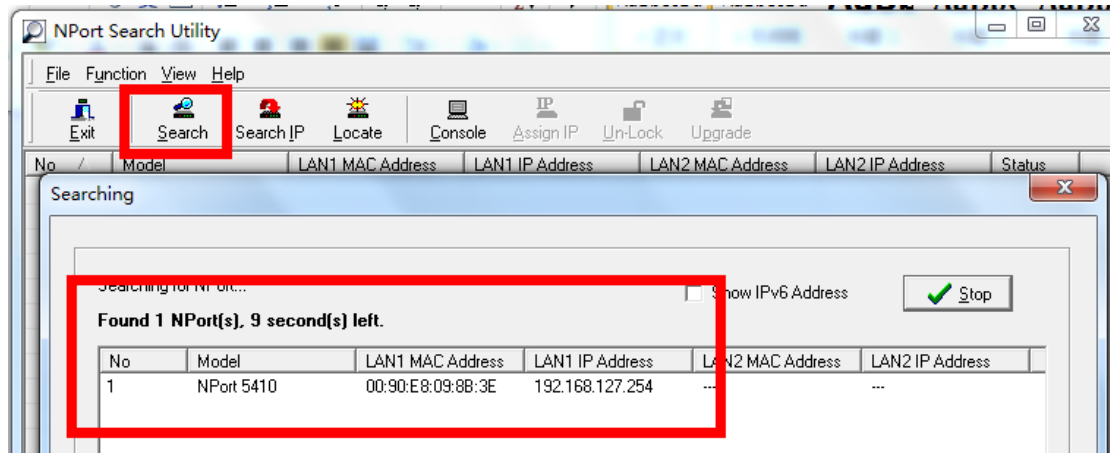 NPort Search Utility
File Function View Help
Exit Search Search IP Locate Console Assign IP Un-Lock Upgrade
No Model LAN1 MAC Address LAN1 IP Address LAN2 MAC Address LAN2 IP Address Status
Searching
Searching for NPort...
Show IPv6 Address
Stop
Found 1 NPort(s), 9 second(s) left.
No Model LAN1 MAC Address LAN1 IP Address LAN2 MAC Address LAN2 IP Address
1 NPort 5410 00:90:E8:09:8B:3E 192.168.127.254 --- ---